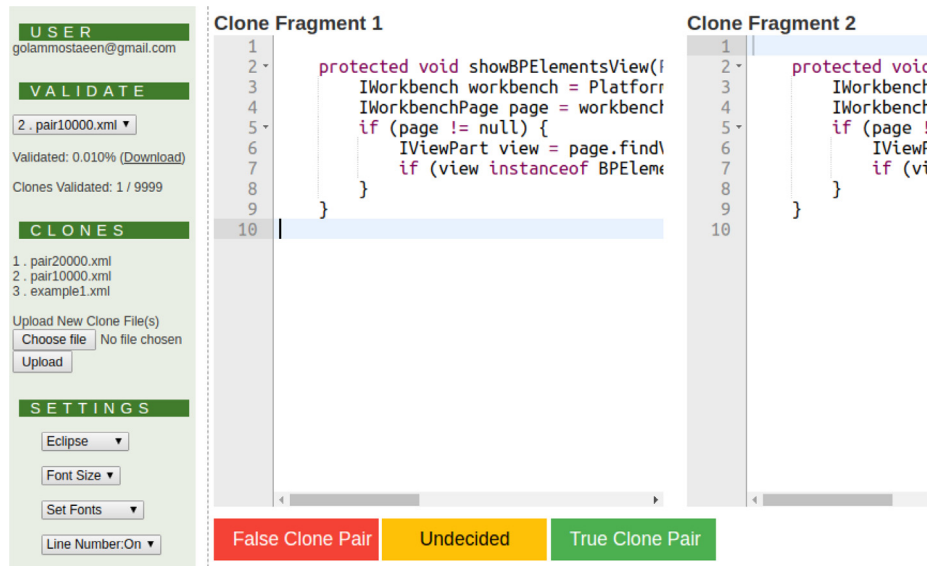 USER
golammostaeen@gmail.com
VALIDATE
2 . pair10000.xml ▼
Validated: 0.010% (Download)
Clones Validated: 1 / 9999
CLONES
1 . pair20000.xml
2 . pair10000.xml
3 . example1.xml
Upload New Clone File(s)
Choose file No file chosen
Upload
SETTINGS
Eclipse ▼
Font Size ▼
Set Fonts ▼
Line Number:On ▼
Clone Fragment 1
1
2 protected void showBPElementsView(
3 IWorkbench workbench = Platfor
4 IWorkbenchPage page = workbench
5 if (page != null) {
6 IViewPart view = page.find
7 if (view instanceof BPEleme
8 }
9 }
10
Clone Fragment 2
1
2 protected void
3 IWorkbench
4 IWorkbench
5 if (page !
6 IView
7 if (vi
8 }
9 }
10
False Clone Pair
Undecided
True Clone Pair